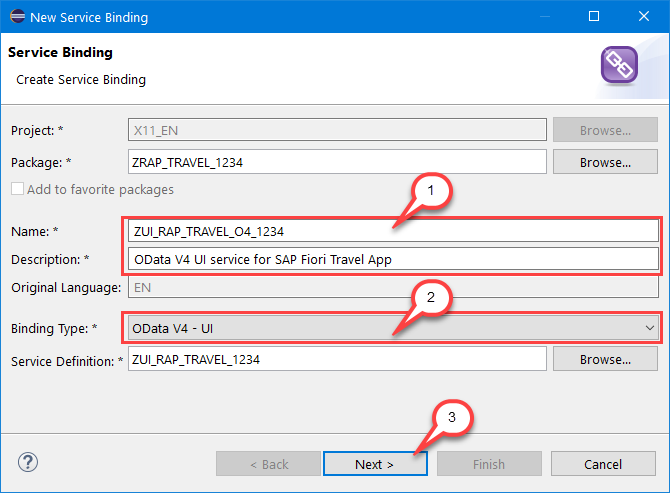 New Service Binding
Service Binding
Create Service Binding
Project: * X11_EN Browse...
Package: * ZRAP_TRAVEL_1234 Browse...
Add to favorite packages
1
Name: * ZUI_RAP_TRAVEL_O4_1234
Description: * OData V4 UI service for SAP Fiori Travel App
Original Language: EN
2
Binding Type: * OData V4 - UI
Service Definition: * ZUI_RAP_TRAVEL_1234 Browse...
3
? < Back Next > Finish Cancel